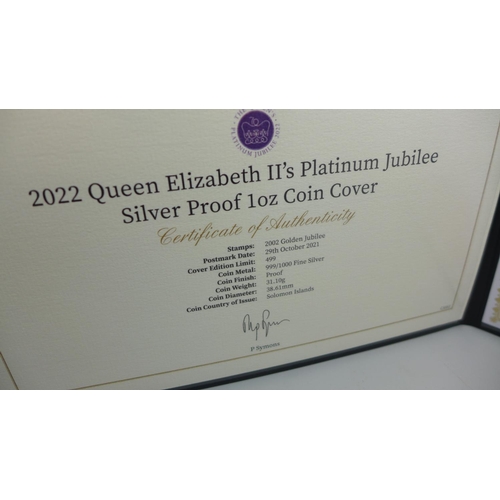 PLATINUM JUBILEE
2022 Queen Elizabeth II's Platinum Jubilee
Silver Proof 1oz Coin Cover
Certificate of Authenticity
Stamps: 2002 Golden Jubilee
Postmark Date: 29th October 2021
Cover Edition Limit: 499
Coin Metal: 999/1000 Fine Silver
Coin Finish: Proof
Coin Weight: 31.10g
Coin Diameter: 38.61mm
Coin Country of Issue: Solomon Islands
P Symons